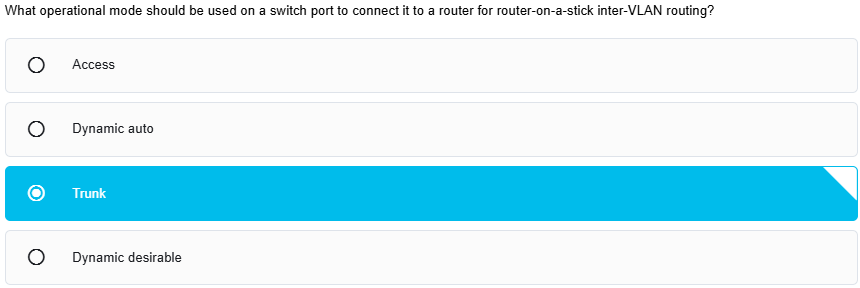 What operational mode should be used on a switch port to connect it to a router for router-on-a-stick inter-VLAN routing?
Access
Dynamic auto
Trunk
Dynamic desirable